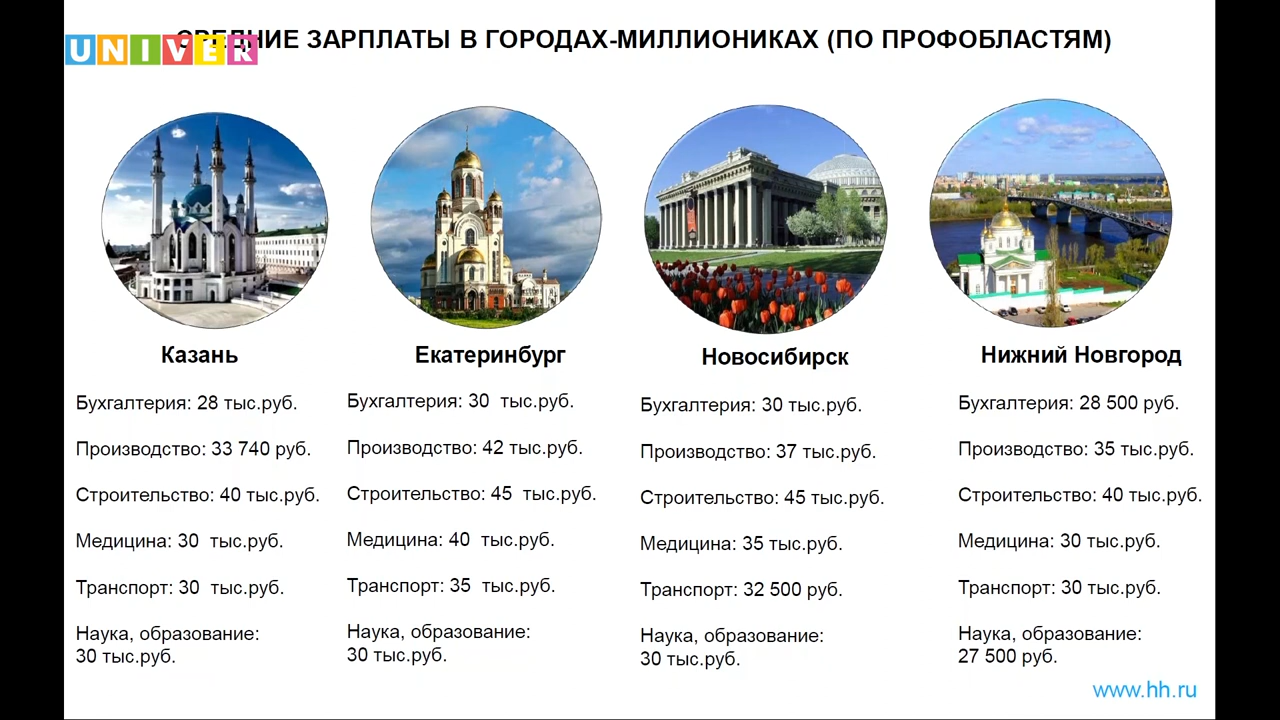 UNIVER
СРЕДНИЕ ЗАРПЛАТЫ В ГОРОДАХ-МИЛЛИОНИКАХ (ПО ПРОФОБЛАСТЯМ)
Казань
Бухгалтерия: 28 тыс.руб.
Производство: 33 740 руб.
Строительство: 40 тыс.руб.
Медицина: 30 тыс.руб.
Транспорт: 30 тыс.руб.
Наука, образование:
30 тыс.руб.
Екатеринбург
Бухгалтерия: 30 тыс.руб.
Производство: 42 тыс.руб.
Строительство: 45 тыс.руб.
Медицина: 40 тыс.руб.
Транспорт: 35 тыс.руб.
Наука, образование:
30 тыс.руб.
Новосибирск
Бухгалтерия: 30 тыс.руб.
Производство: 37 тыс.руб.
Строительство: 45 тыс.руб.
Медицина: 35 тыс.руб.
Транспорт: 32 500 руб.
Наука, образование:
30 тыс.руб.
Нижний Новгород
Бухгалтерия: 28 500 руб.
Производство: 35 тыс.руб.
Строительство: 40 тыс.руб.
Медицина: 30 тыс.руб.
Транспорт: 30 тыс.руб.
Наука, образование:
27 500 руб.
www.hh.ru